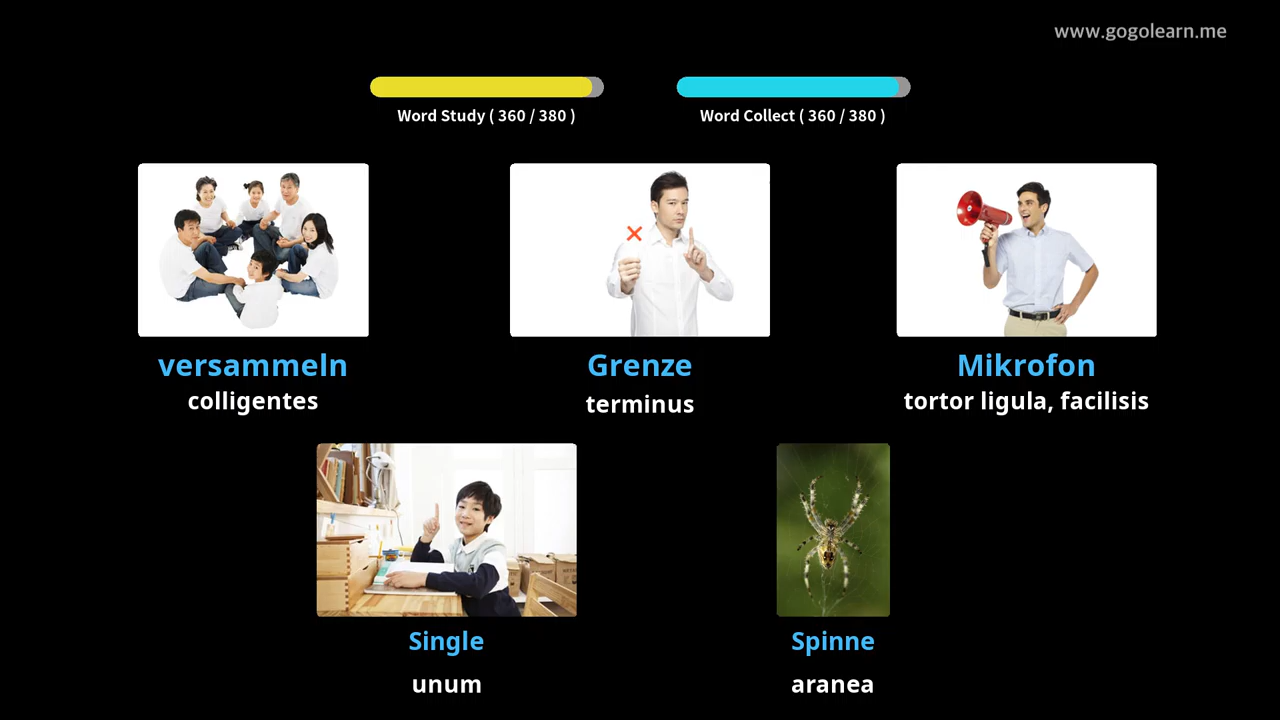 www.gogolearn.me
Word Study ( 360 / 380 )
Word Collect ( 360 / 380 )
versammeln
colligentes
Grenze
terminus
Mikrofon
tortor ligula, facilisis
Single
unum
Spinne
aranea